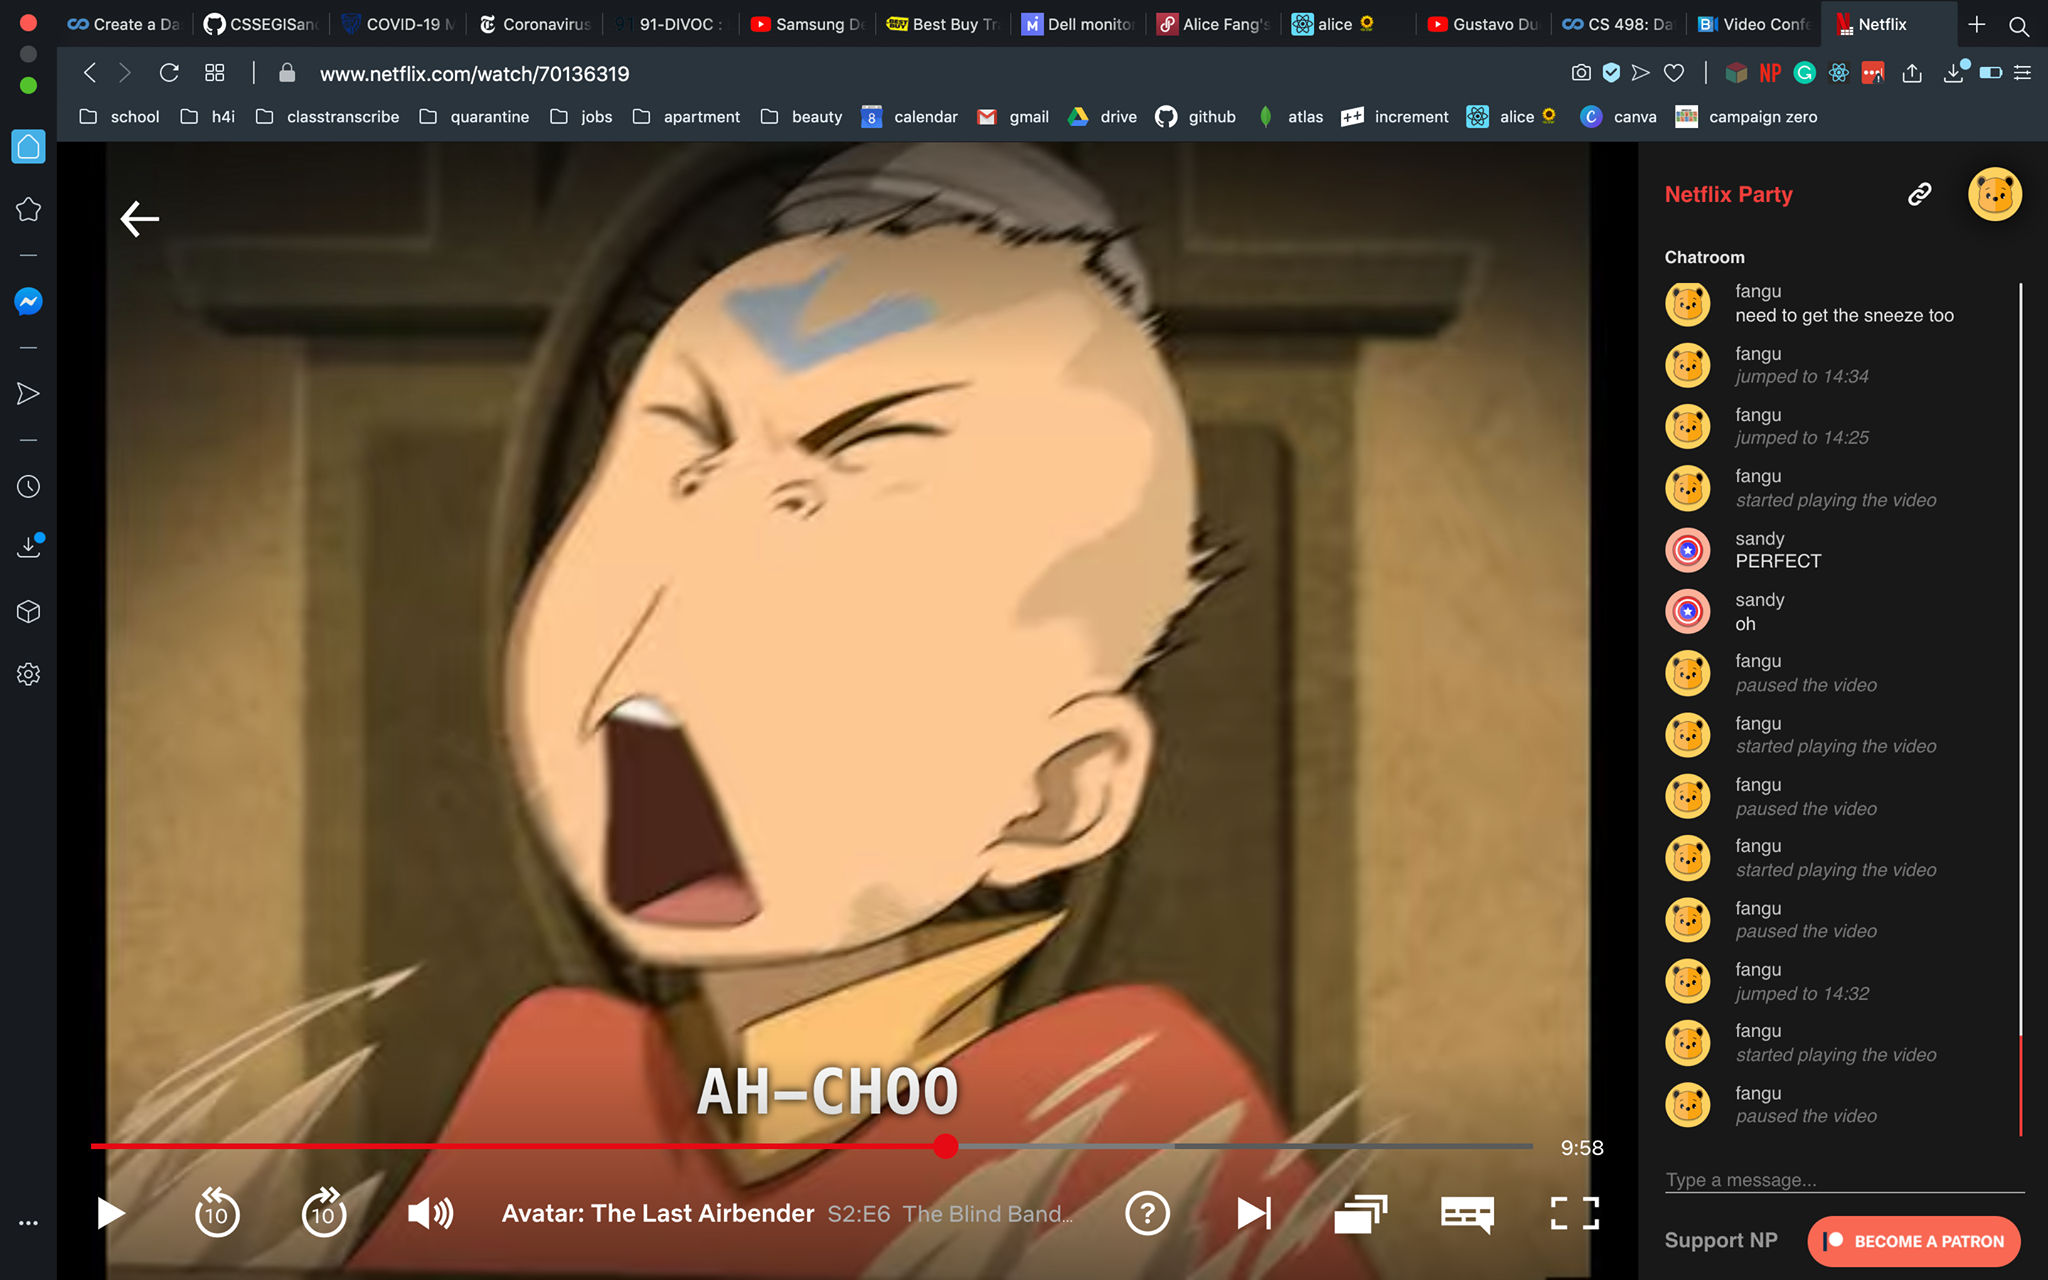 Create a Da
CSSEGISan
COVID-19 M
Coronavirus
91-DIVOC :
Samsung De
Best Buy Tr
Dell monitor
Alice Fang's
alice
Gustavo Du
CS 498: Da
Video Confe
Netflix
www.netflix.com/watch/70136319
NP
school
h4i
classtranscribe
quarantine
jobs
apartment
beauty
8
calendar
gmail
drive
github
atlas
++
increment
alice
C
canva
campaign zero
Netflix Party
Chatroom
fangu
need to get the sneeze too
fangu
jumped to 14:34
fangu
jumped to 14:25
fangu
started playing the video
sandy
PERFECT
sandy
oh
fangu
paused the video
fangu
started playing the video
fangu
paused the video
fangu
started playing the video
fangu
paused the video
fangu
jumped to 14:32
fangu
started playing the video
fangu
paused the video
AH-CHOO
9:58
10
10
Avatar: The Last Airbender S2:E6 The Blind Band...
?
Type a message...
Support NP
BECOME A PATRON